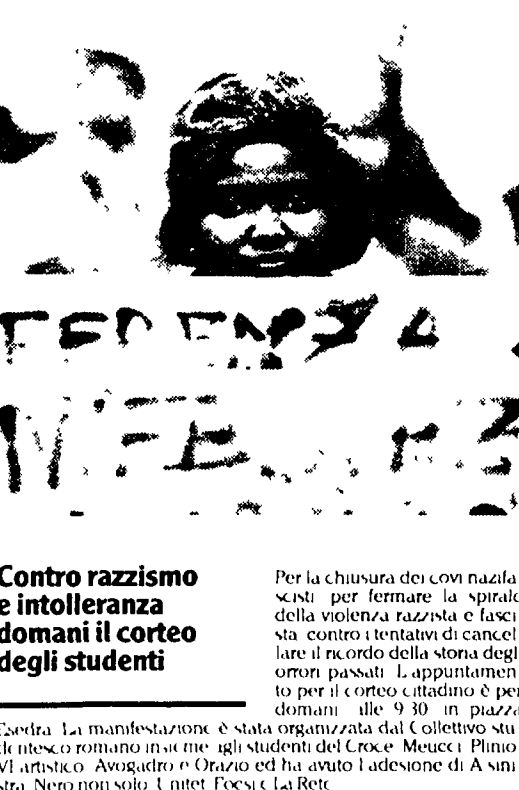 Contro razzismo
e intolleranza
domani il corteo
degli studenti
Per la chiusura dei covi nazifa
scisti per fermare la spirale
della violenza razzista e fasci
sta contro i tentativi di cancel
lare il ricordo della storia degl
orrori passati L appuntamen
to per il corteo cittadino è per
domani alle 9 30 in piazza
Esedra La manifestazione è stata organizzata dal Collettivo stu
dentesco romano insieme agli studenti del Croce Meucci Plinio
VI artistico Avogadro e Orazio ed ha avuto l adesione di A sini
stra Nero non solo Focsi e La Rete